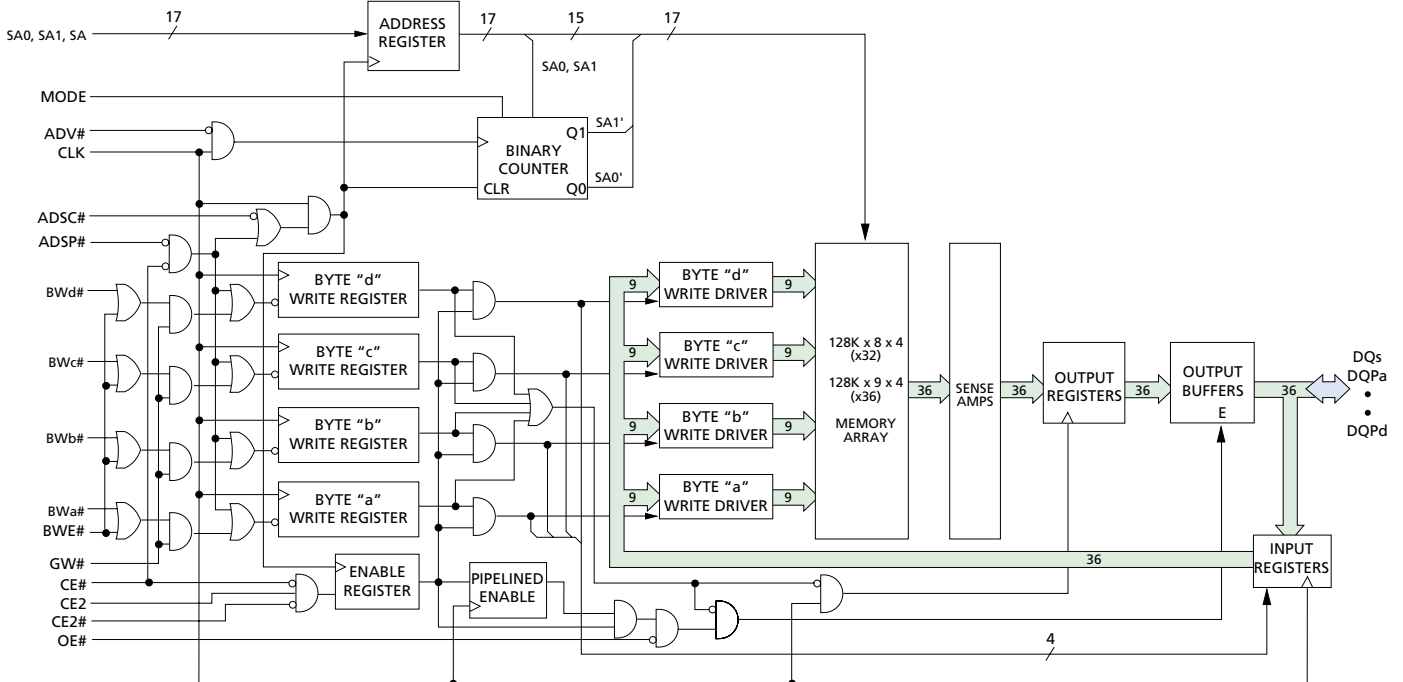 17
ADDRESS
REGISTER
17
15
17
SA0, SA1, SA
SA0, SA1
MODE
ADV#
CLK
BINARY
COUNTER
CLR
Q1
Q0
SA1'
SA0'
ADSC#
ADSP#
BWd#
BWc#
BWb#
BWa#
BWE#
GW#
CE#
CE2
CE2#
OE#
BYTE “d”
WRITE REGISTER
BYTE “c”
WRITE REGISTER
BYTE “b”
WRITE REGISTER
BYTE “a”
WRITE REGISTER
ENABLE
REGISTER
PIPELINED
ENABLE
9
BYTE “d”
WRITE DRIVER
9
9
BYTE “c”
WRITE DRIVER
9
9
BYTE “b”
WRITE DRIVER
9
9
BYTE “a”
WRITE DRIVER
9
128K x 8 x 4
(x32)
128K x 9 x 4
(x36)
MEMORY
ARRAY
36
SENSE
AMPS
36
OUTPUT
REGISTERS
36
OUTPUT
BUFFERS
E
36
DQs
DQPa
•
•
DQPd
INPUT
REGISTERS
36
4